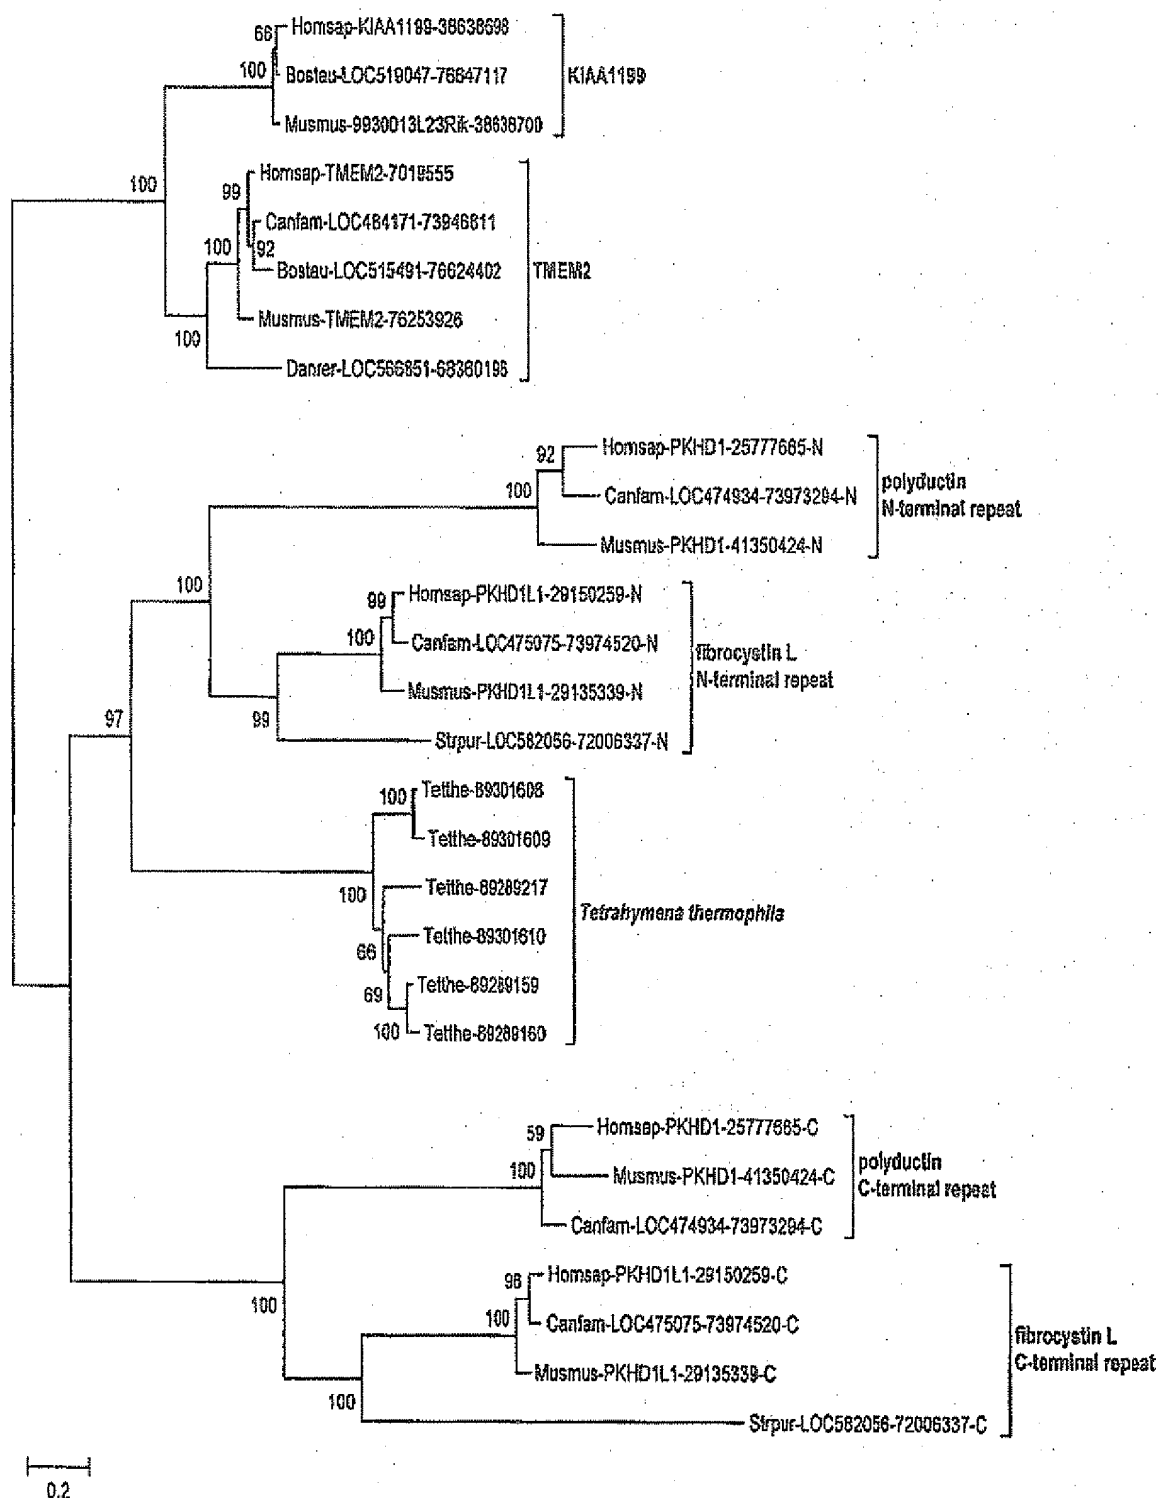 66
Homsap-KIAA1199-38638698
100
Bostau-LOC519047-76647117
KIAA1199
Musmus-9930013L23Rik-38638700
100
Homsap-TMEM2-7019555
99
Canfam-LOC484171-73946811
100
92
Bostau-LOC515491-76624402
TMEM2
Musmus-TMEM2-76253926
100
Danrer-LOC566851-68360196
Homsap-PKHD1-25777665-N
92
polyductin
N-terminal repeat
100
Canfam-LOC474934-73973294-N
Musmus-PKHD1-41350424-N
100
Homsap-PKHD1L1-29150259-N
99
100
Canfam-LOC475075-73974520-N
fibrocystin L
N-terminal repeat
Musmus-PKHD1L1-29135339-N
97
99
Strpur-LOC582056-72006337-N
100
Tetthe-89301608
Tetthe-89301609
100
Tetthe-89289217
Tetrahymena thermophila
Tetthe-89301610
66
Tetthe-89289159
69
100
Tetthe-89289160
59
Homsap-PKHD1-25777665-C
polyductin
C-terminal repeat
100
Musmus-PKHD1-41350424-C
Canfam-LOC474934-73973294-C
98
Homsap-PKHD1L1-29150259-C
100
100
Canfam-LOC475075-73974520-C
fibrocystin L
C-terminal repeat
Musmus-PKHD1L1-29135339-C
100
Strpur-LOC582056-72006337-C
0.2